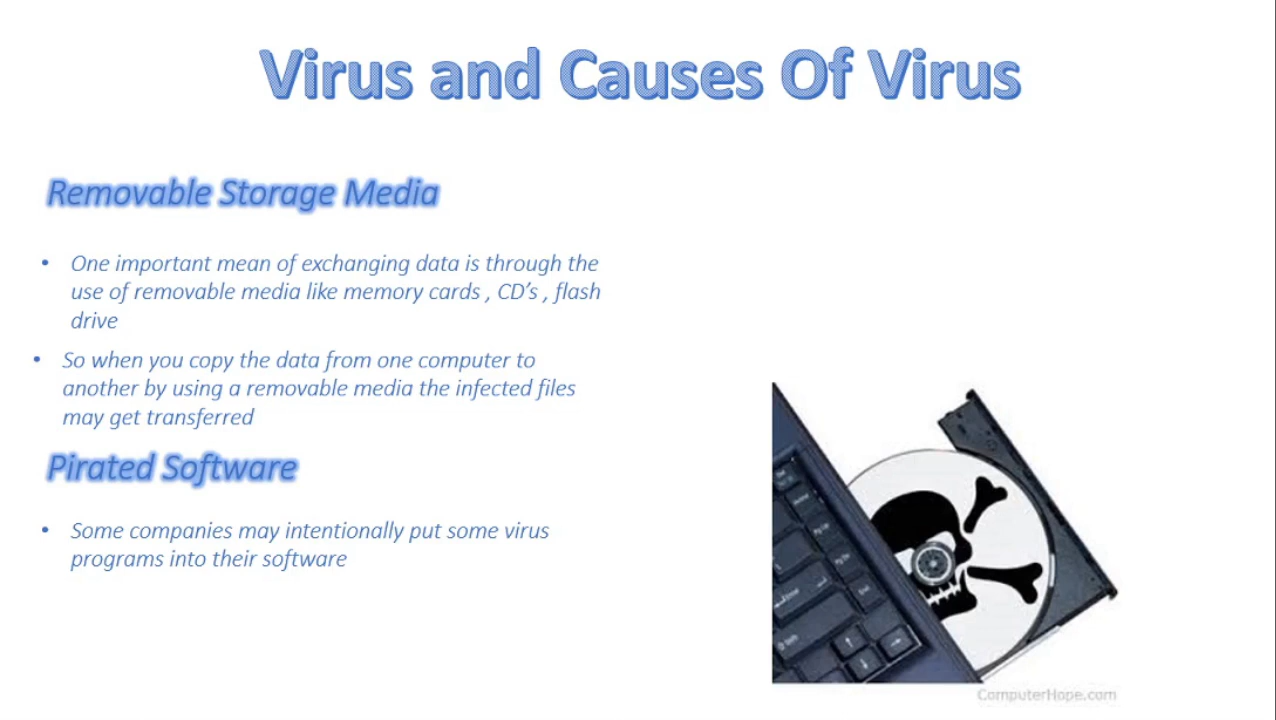 Virus and Causes Of Virus
Removable Storage Media
• One important mean of exchanging data is through the
use of removable media like memory cards , CD's , flash
drive
• So when you copy the data from one computer to
another by using a removable media the infected files
may get transferred
Pirated Software
• Some companies may intentionally put some virus
programs into their software
ComputerHope.com